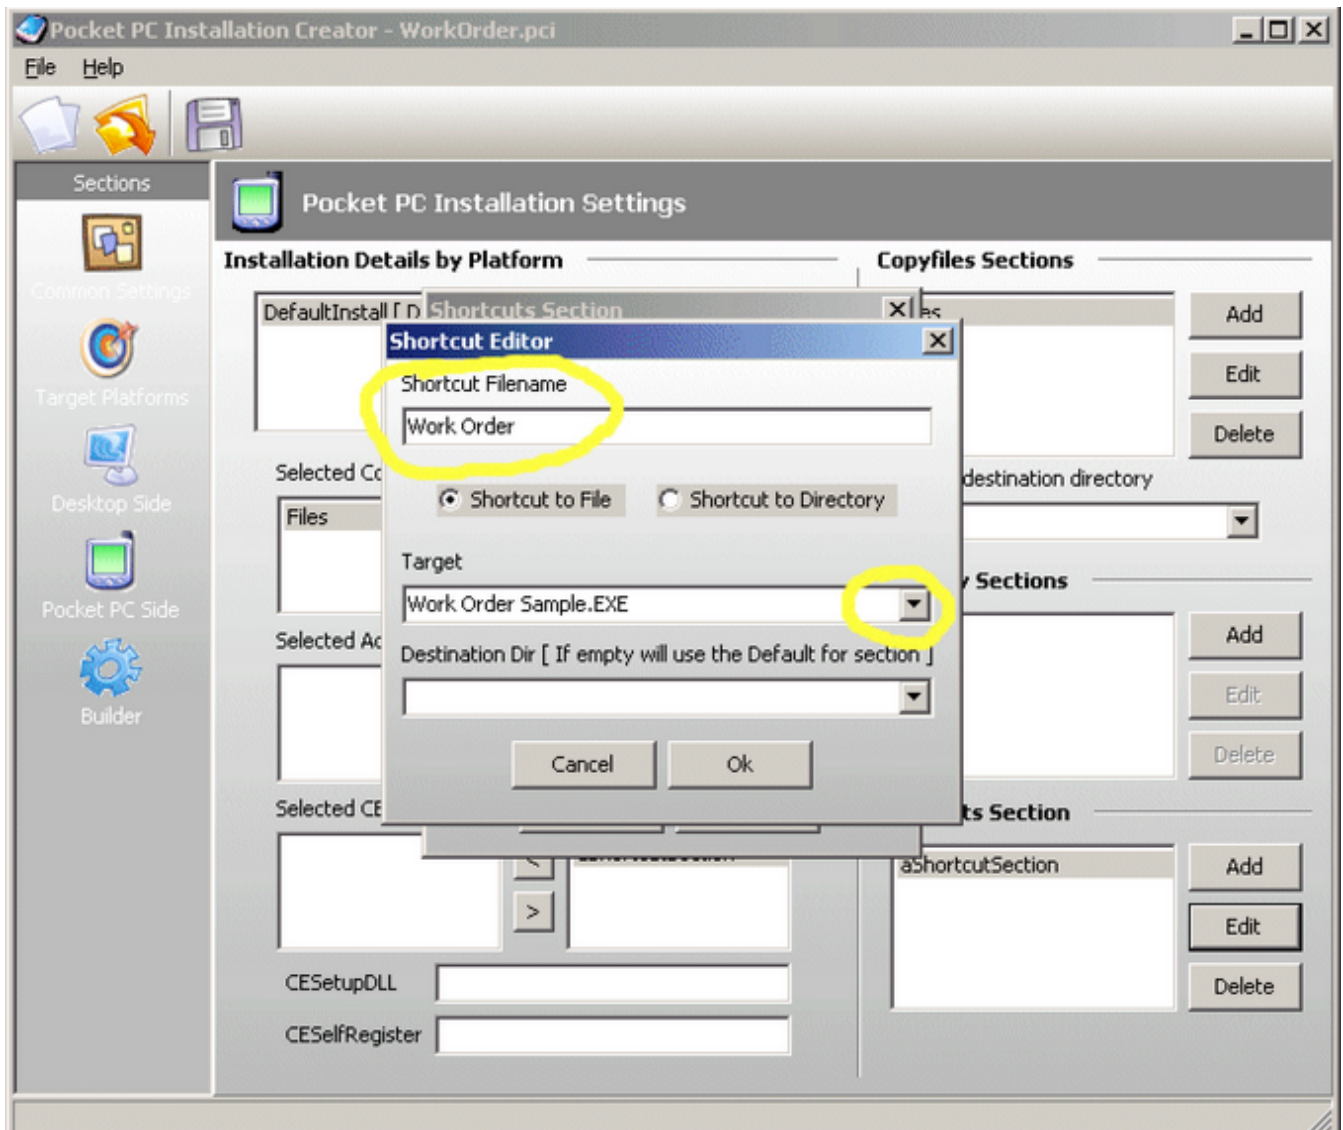 Pocket PC Installation Creator - WorkOrder.pci
File Help
Sections
Common Settings
Target Platforms
Desktop Side
Pocket PC Side
Builder
Pocket PC Installation Settings
Installation Details by Platform
DefaultInstall [ D
Selected Co
Files
Selected Ad
Selected CE
<
>
CESetupDLL
CESelfRegister
Shortcuts Section
Shortcut Editor
Shortcut Filename
Work Order
Shortcut to File Shortcut to Directory
Target
Work Order Sample.EXE
Destination Dir [ If empty will use the Default for section ]
Cancel Ok
Copyfiles Sections
es
Add
Edit
Delete
destination directory
y Sections
Add
Edit
Delete
ts Section
aShortcutSection
Add
Edit
Delete